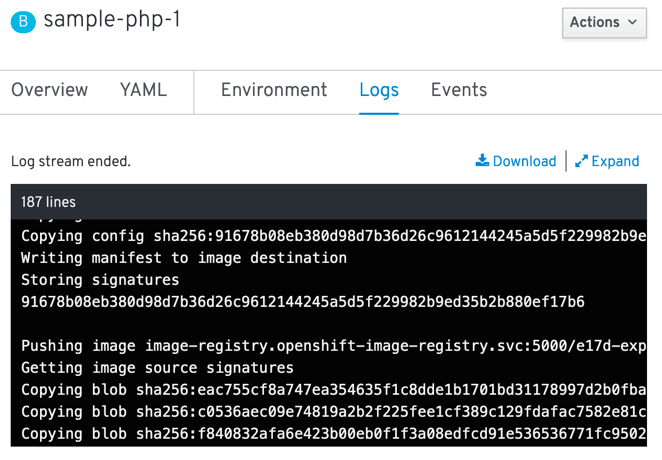 B sample-php-1
Actions
Overview YAML Environment Logs Events
Log stream ended.
Download Expand
187 lines
Copying config sha256:91678b08eb380d98d7b36d26c9612144245a5d5f229982b9e
Writing manifest to image destination
Storing signatures
91678b08eb380d98d7b36d26c9612144245a5d5f229982b9ed35b2b880ef17b6
Pushing image image-registry.openshift-image-registry.svc:5000/e17d-exp
Getting image source signatures
Copying blob sha256:eac755cf8a747ea354635f1c8dde1b1701bd31178997d2b0fba
Copying blob sha256:c0536aec09e74819a2b2f225fee1cf389c129fdafac7582e81c
Copying blob sha256:f840832afa6e423b00eb0f1f3a08edfcd91e536536771fc9502